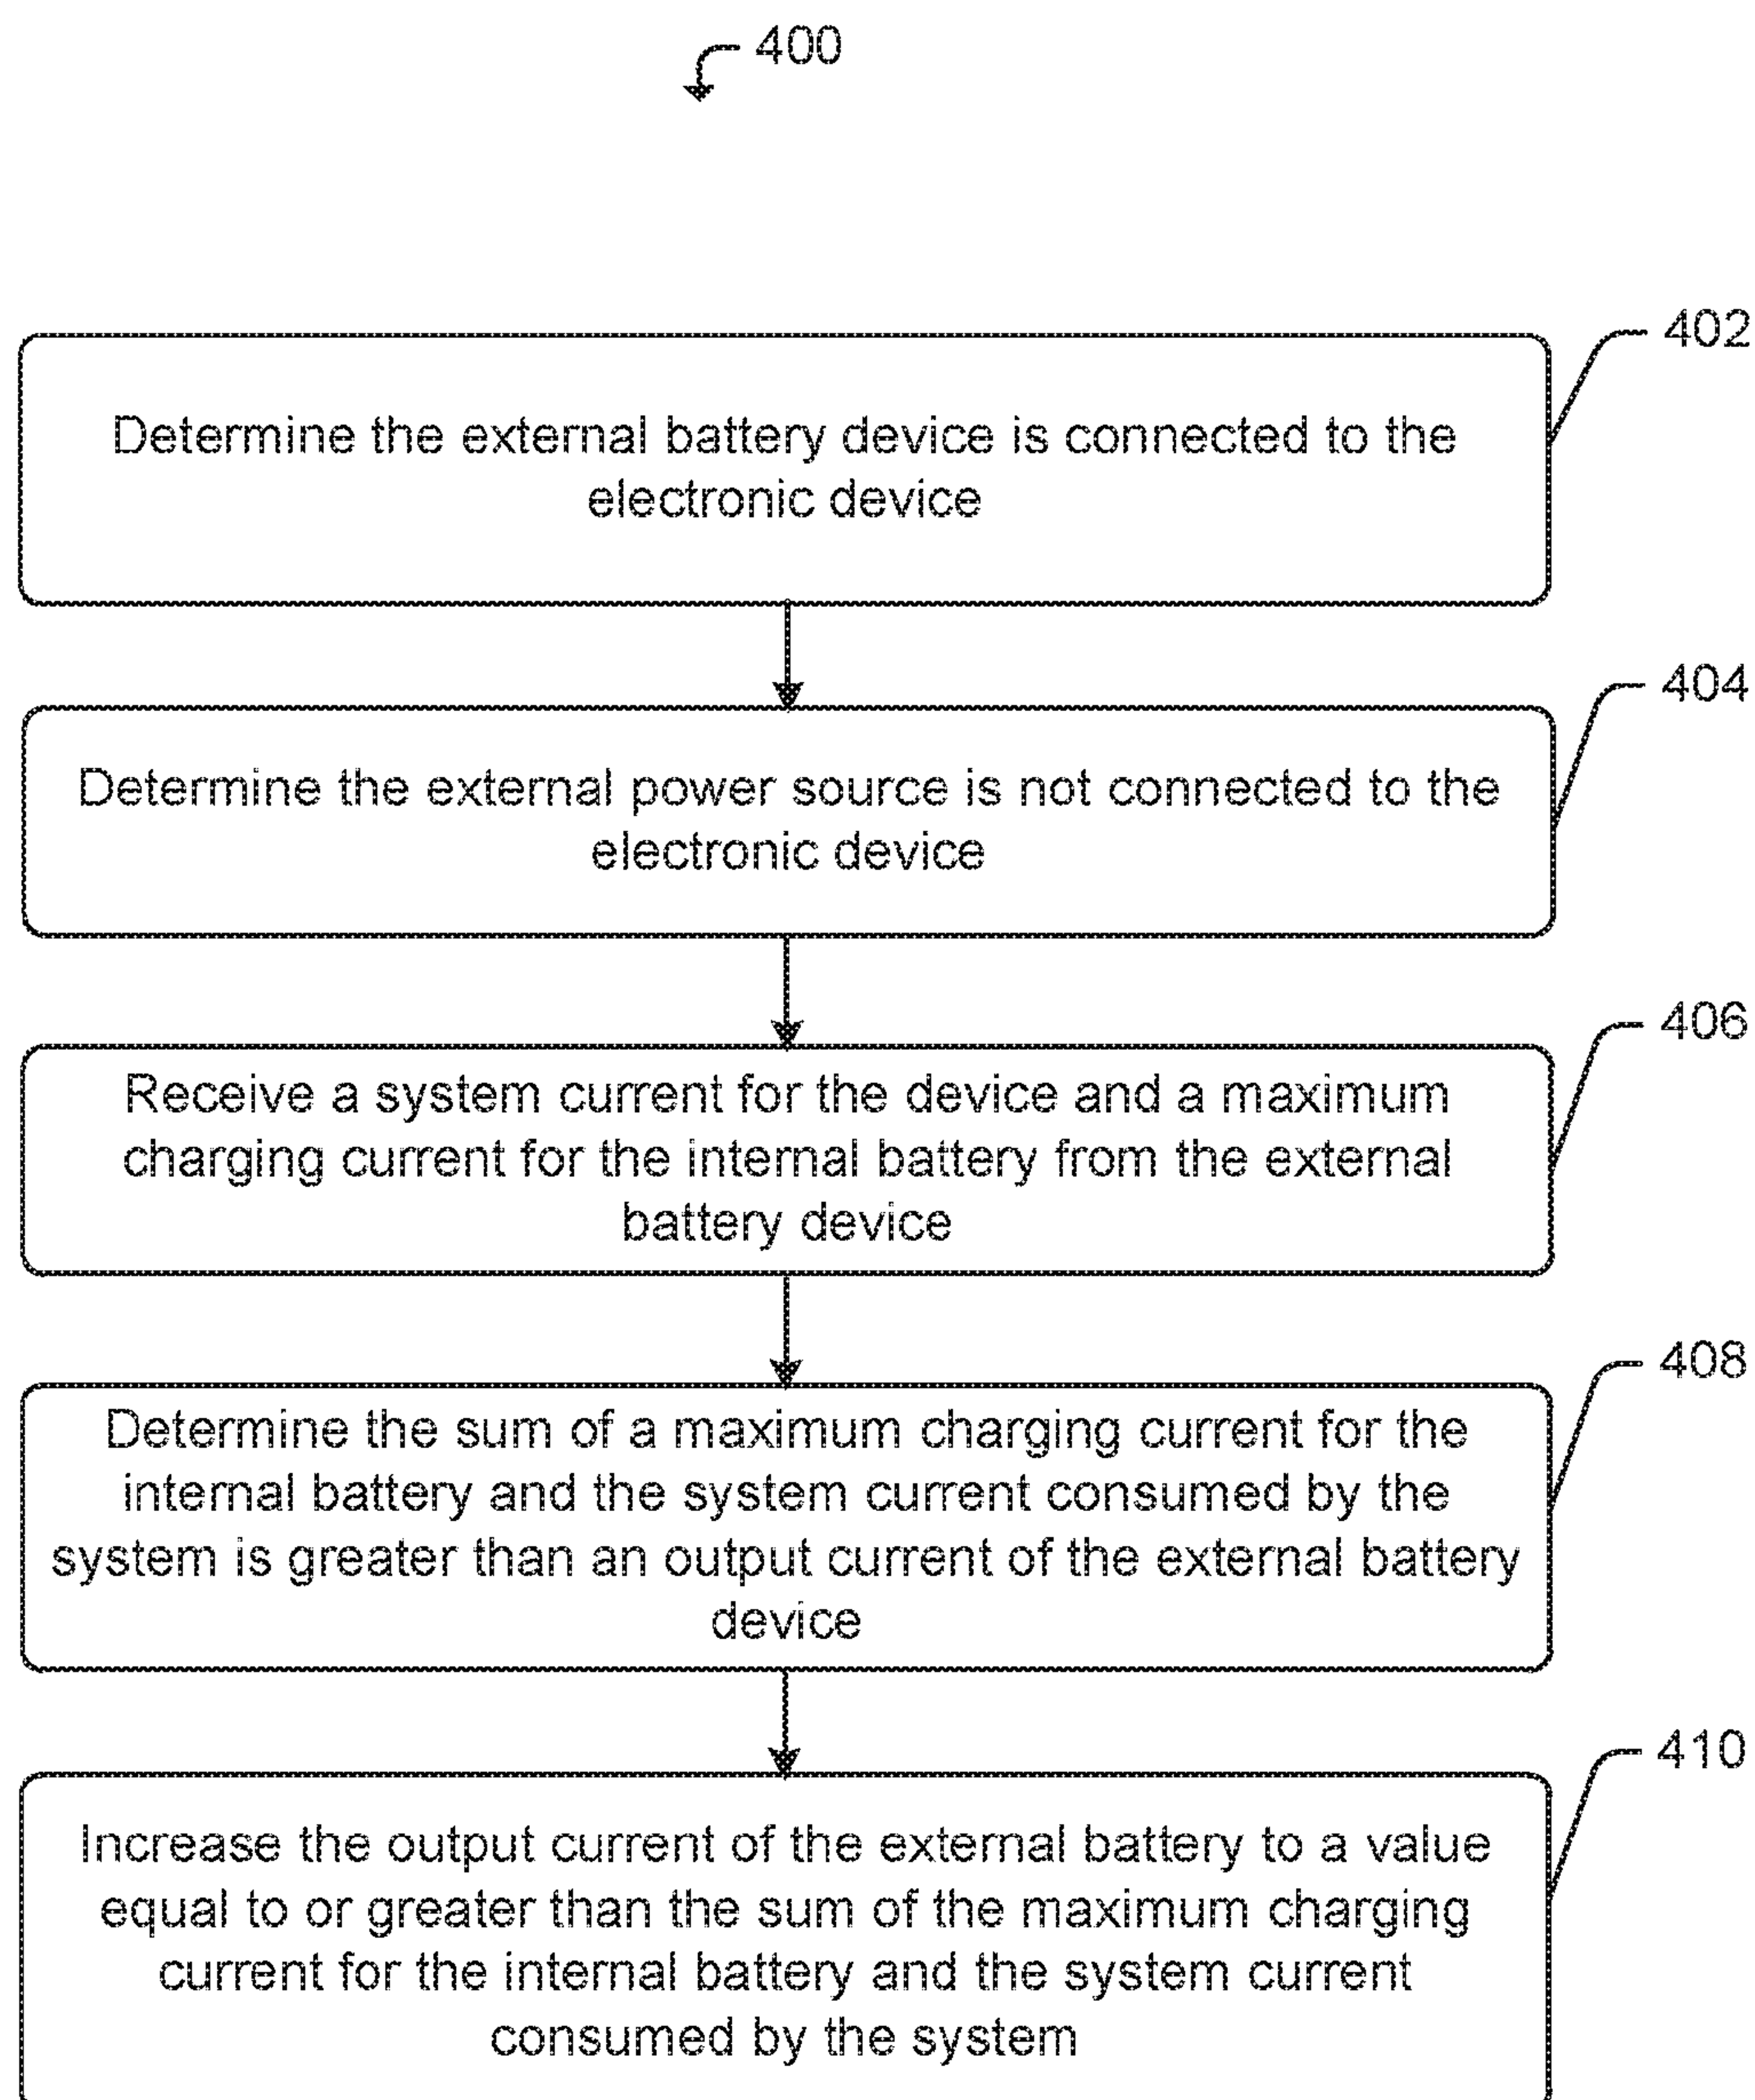 400
402
Determine the external battery device is connected to the
electronic device
404
Determine the external power source is not connected to the
electronic device
406
Receive a system current for the device and a maximum
charging current for the internal battery from the external
battery device
408
Determine the sum of a maximum charging current for the
internal battery and the system current consumed by the
system is greater than an output current of the external battery
device
410
Increase the output current of the external battery to a value
equal to or greater than the sum of the maximum charging
current for the internal battery and the system current
consumed by the system